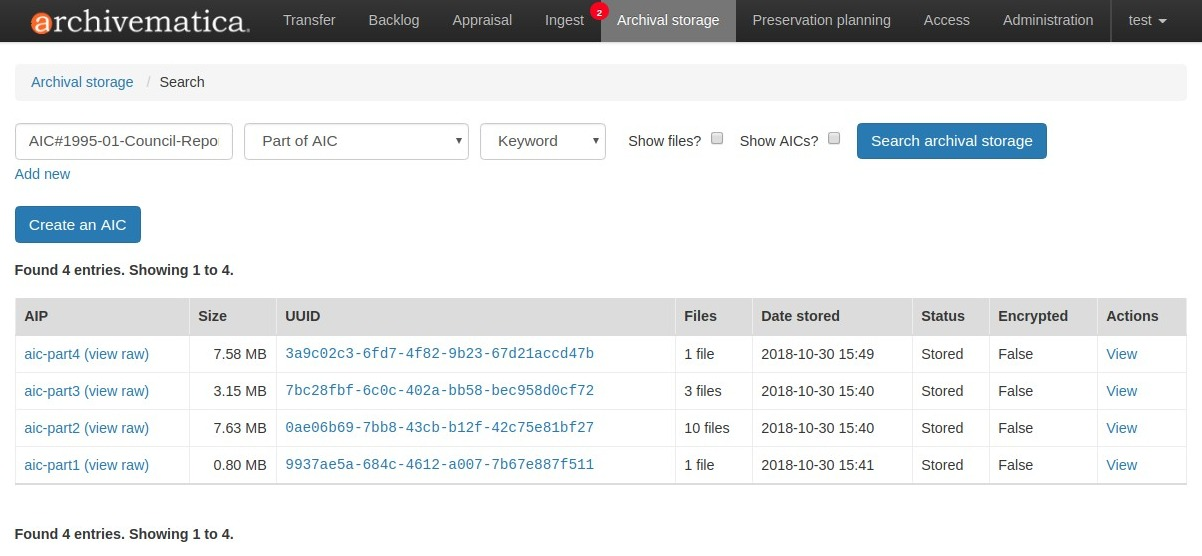 archivematica. Transfer Backlog Appraisal Ingest 2 Archival storage Preservation planning Access Administration test
Archival storage / Search
AIC#1995-01-Council-Repo Part of AIC Keyword Show files? Show AICs? Search archival storage
Add new
Create an AIC
Found 4 entries. Showing 1 to 4.
AIP Size UUID Files Date stored Status Encrypted Actions
aic-part4 (view raw) 7.58 MB 3a9c02c3-6fd7-4f82-9b23-67d21accd47b 1 file 2018-10-30 15:49 Stored False View
aic-part3 (view raw) 3.15 MB 7bc28fbf-6c0c-402a-bb58-bec958d0cf72 3 files 2018-10-30 15:40 Stored False View
aic-part2 (view raw) 7.63 MB 0ae06b69-7bb8-43cb-b12f-42c75e81bf27 10 files 2018-10-30 15:40 Stored False View
aic-part1 (view raw) 0.80 MB 9937ae5a-684c-4612-a007-7b67e887f511 1 file 2018-10-30 15:41 Stored False View
Found 4 entries. Showing 1 to 4.